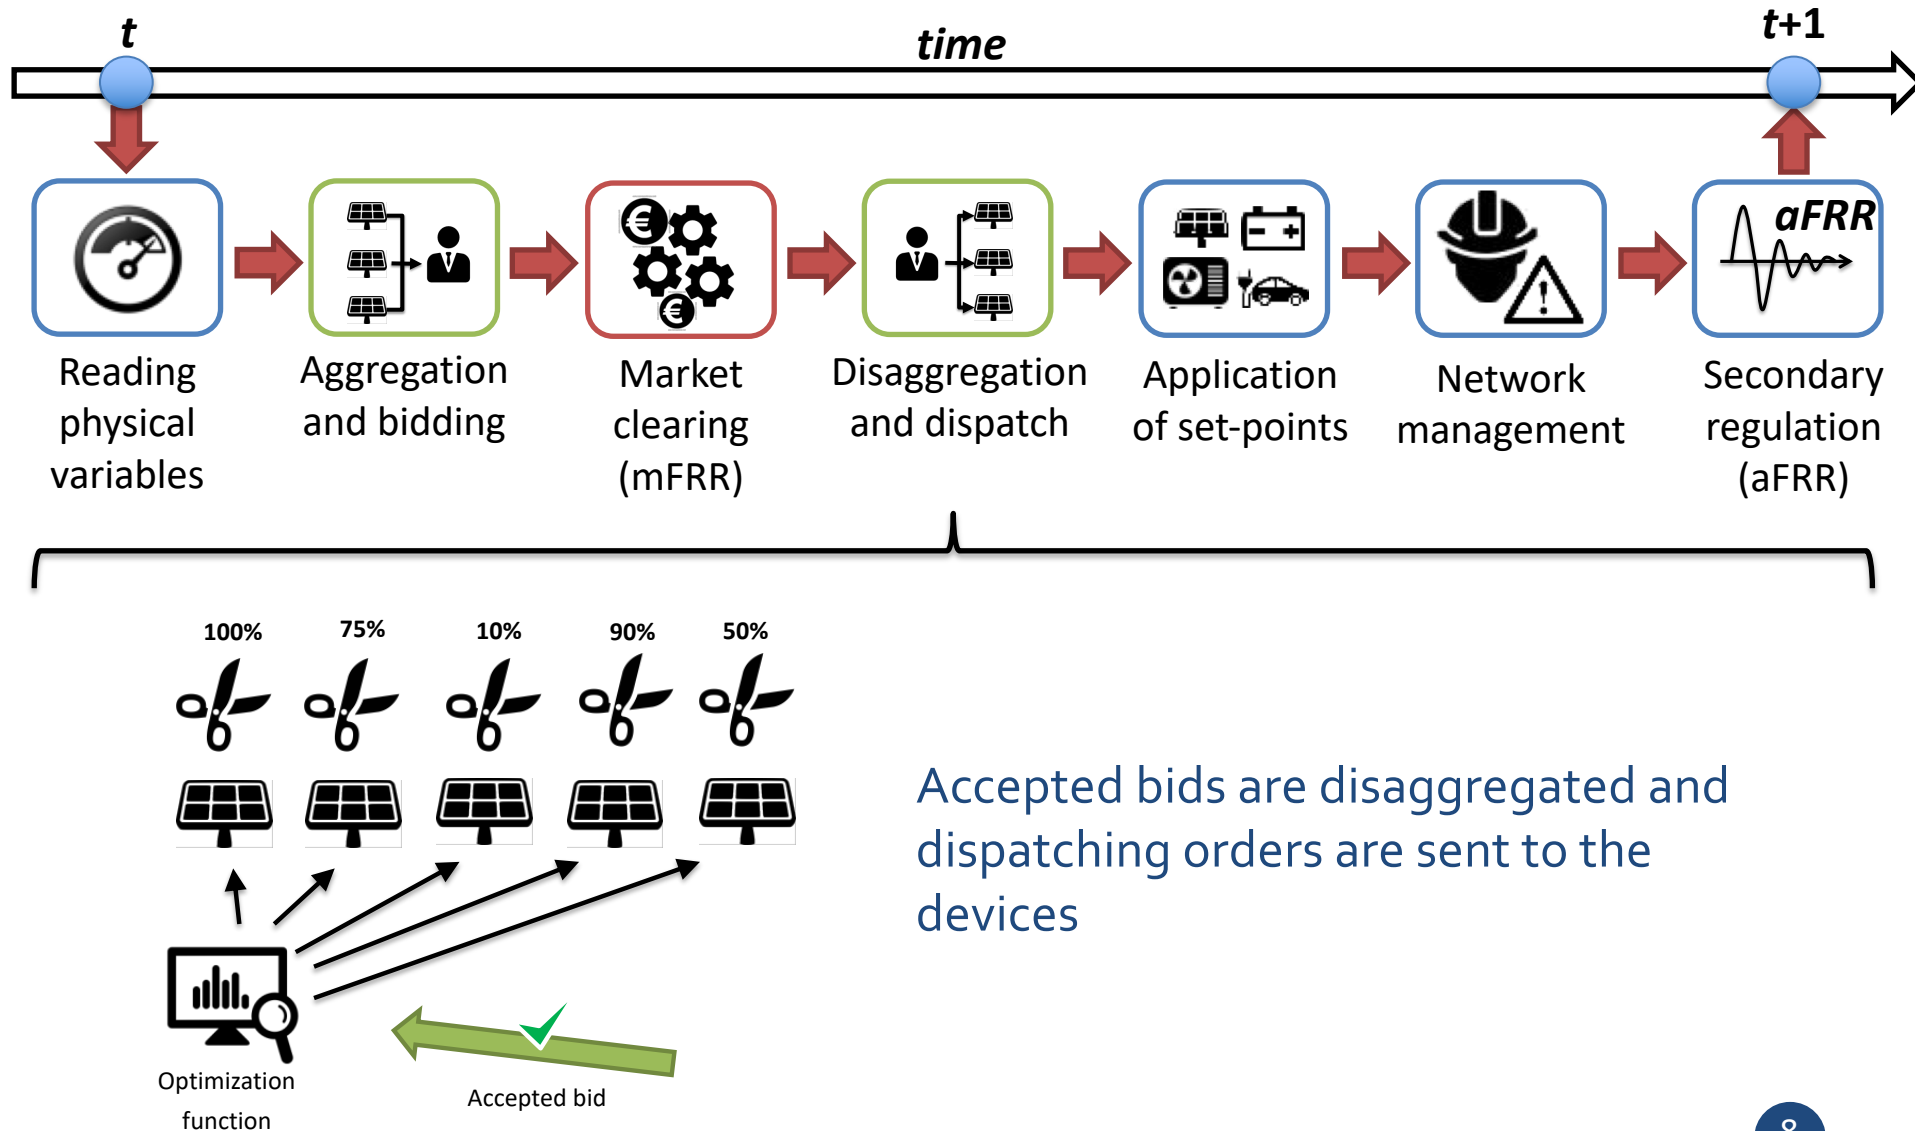 t
time
t+1
aFRR
Reading
physical
variables
Aggregation
and bidding
Market
clearing
(mFRR)
Disaggregation
and dispatch
Application
of set-points
Network
management
Secondary
regulation
(aFRR)
100%
75%
10%
90%
50%
Accepted bids are disaggregated and
dispatching orders are sent to the
devices
Optimization
function
Accepted bid
8